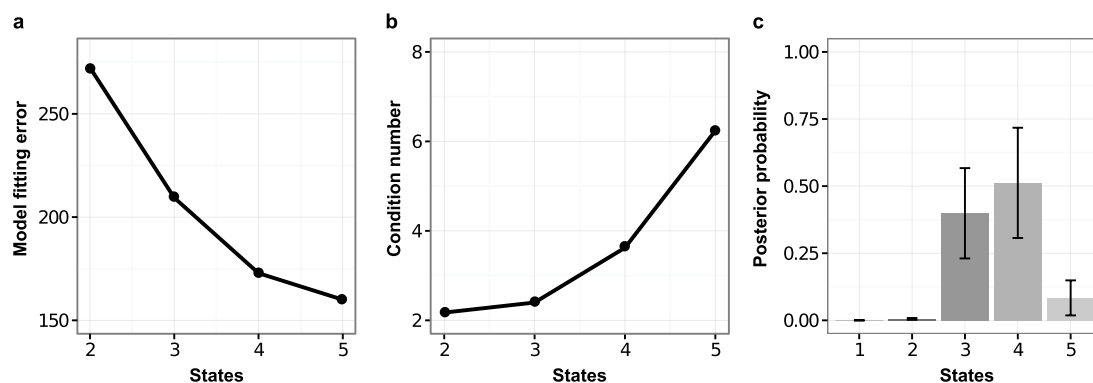 a
Model fitting error
250
200
150
2 3 4 5
States
b
Condition number
8
6
4
2
2 3 4 5
States
c
Posterior probability
1.00
0.75
0.50
0.25
0.00
1 2 3 4 5
States